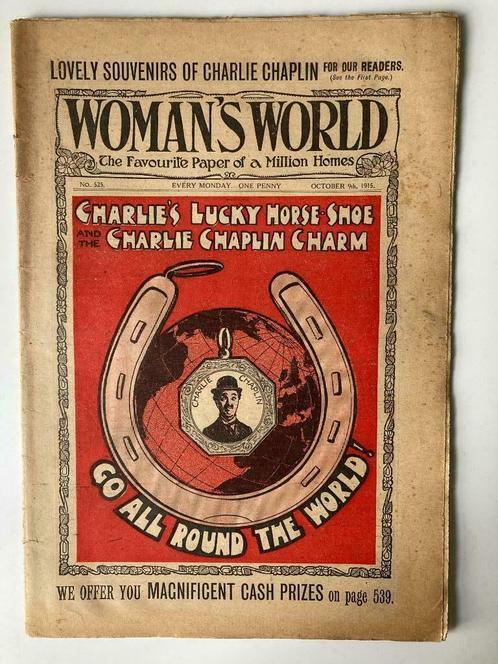 LOVELY SOUVENIRS OF CHARLIE CHAPLIN FOR OUR READERS.
(See the First Page.)
WOMAN'S WORLD
The Favourite Paper of a Million Homes
No. 525. EVERY MONDAY ONE PENNY OCTOBER 9th, 1915.
CHARLIE'S LUCKY HORSE-SHOE
AND THE CHARLIE CHAPLIN CHARM
CHARLIE CHAPLIN
GO ALL ROUND THE WORLD!
WE OFFER YOU MAGNIFICENT CASH PRIZES on page 539.